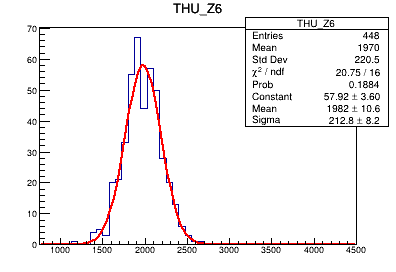 THU_Z6
THU_Z6
Entries 448
Mean 1970
Std Dev 220.5
χ² / ndf 20.75 / 16
Prob 0.1884
Constant 57.92 ± 3.60
Mean 1982 ± 10.6
Sigma 212.8 ± 8.2
70
60
50
40
30
20
10
0
1000 1500 2000 2500 3000 3500 4000 4500